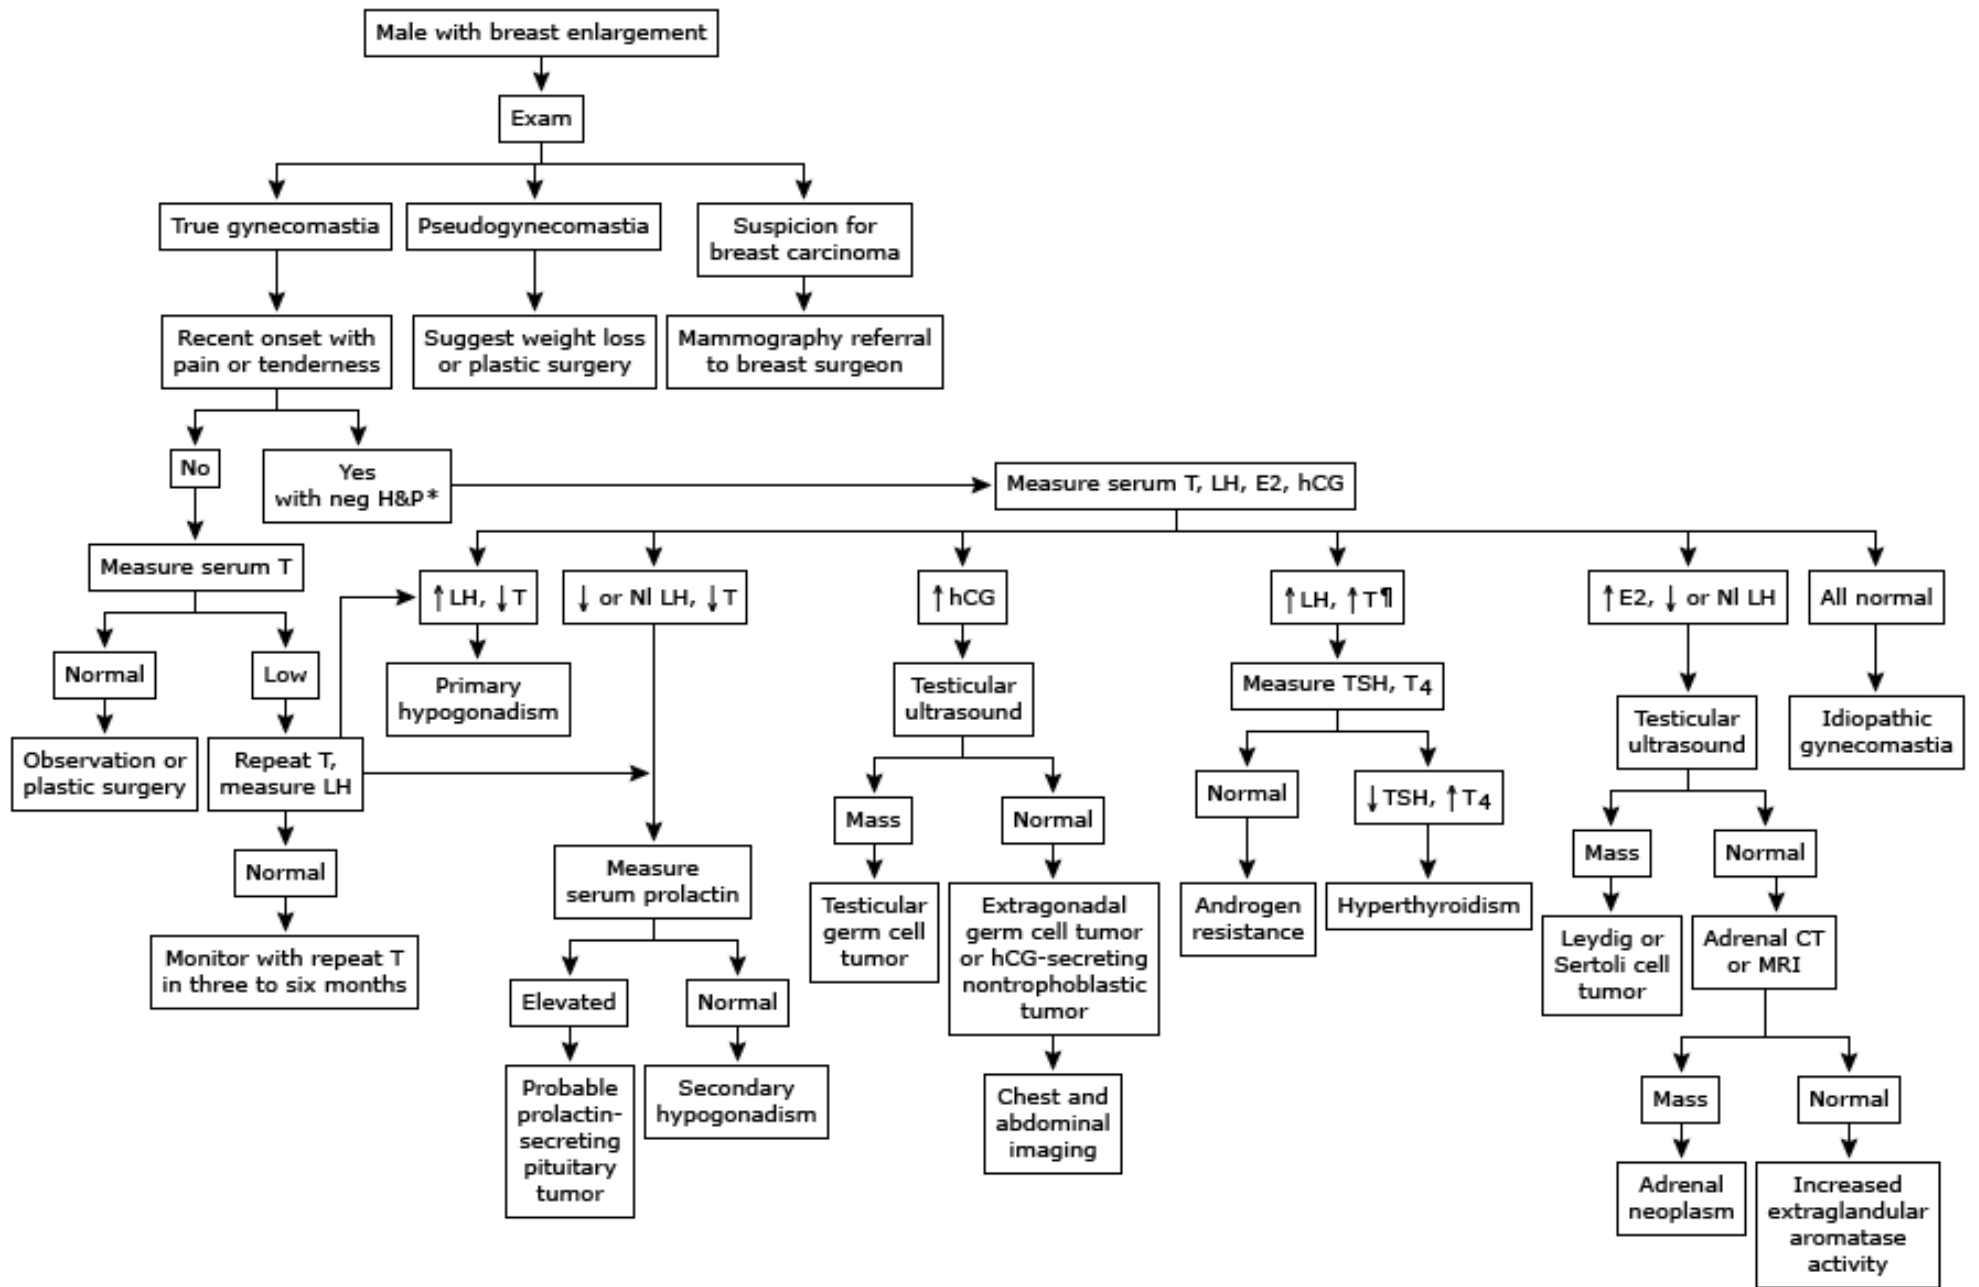 Male with breast enlargement
Exam
True gynecomastia
Pseudogynecomastia
Suspicion for
breast carcinoma
Recent onset with
pain or tenderness
Suggest weight loss
or plastic surgery
Mammography referral
to breast surgeon
No
Yes
with neg H&P*
Measure serum T, LH, E2, hCG
Measure serum T
↑LH, ↓T
↓ or Nl LH, ↓T
↑hCG
↑LH, ↑T¶
↑E2, ↓ or Nl LH
All normal
Normal
Low
Primary
hypogonadism
Testicular
ultrasound
Measure TSH, T4
Testicular
ultrasound
Idiopathic
gynecomastia
Observation or
plastic surgery
Repeat T,
measure LH
Mass
Normal
Normal
↓TSH, ↑T4
Mass
Normal
Normal
Measure
serum prolactin
Testicular
germ cell
tumor
Extragonadal
germ cell tumor
or hCG-secreting
nontrophoblastic
tumor
Androgen
resistance
Hyperthyroidism
Leydig or
Sertoli cell
tumor
Adrenal CT
or MRI
Monitor with repeat T
in three to six months
Elevated
Normal
Probable
prolactin-
secreting
pituitary
tumor
Secondary
hypogonadism
Chest and
abdominal
imaging
Mass
Normal
Adrenal
neoplasm
Increased
extraglandular
aromatase
activity